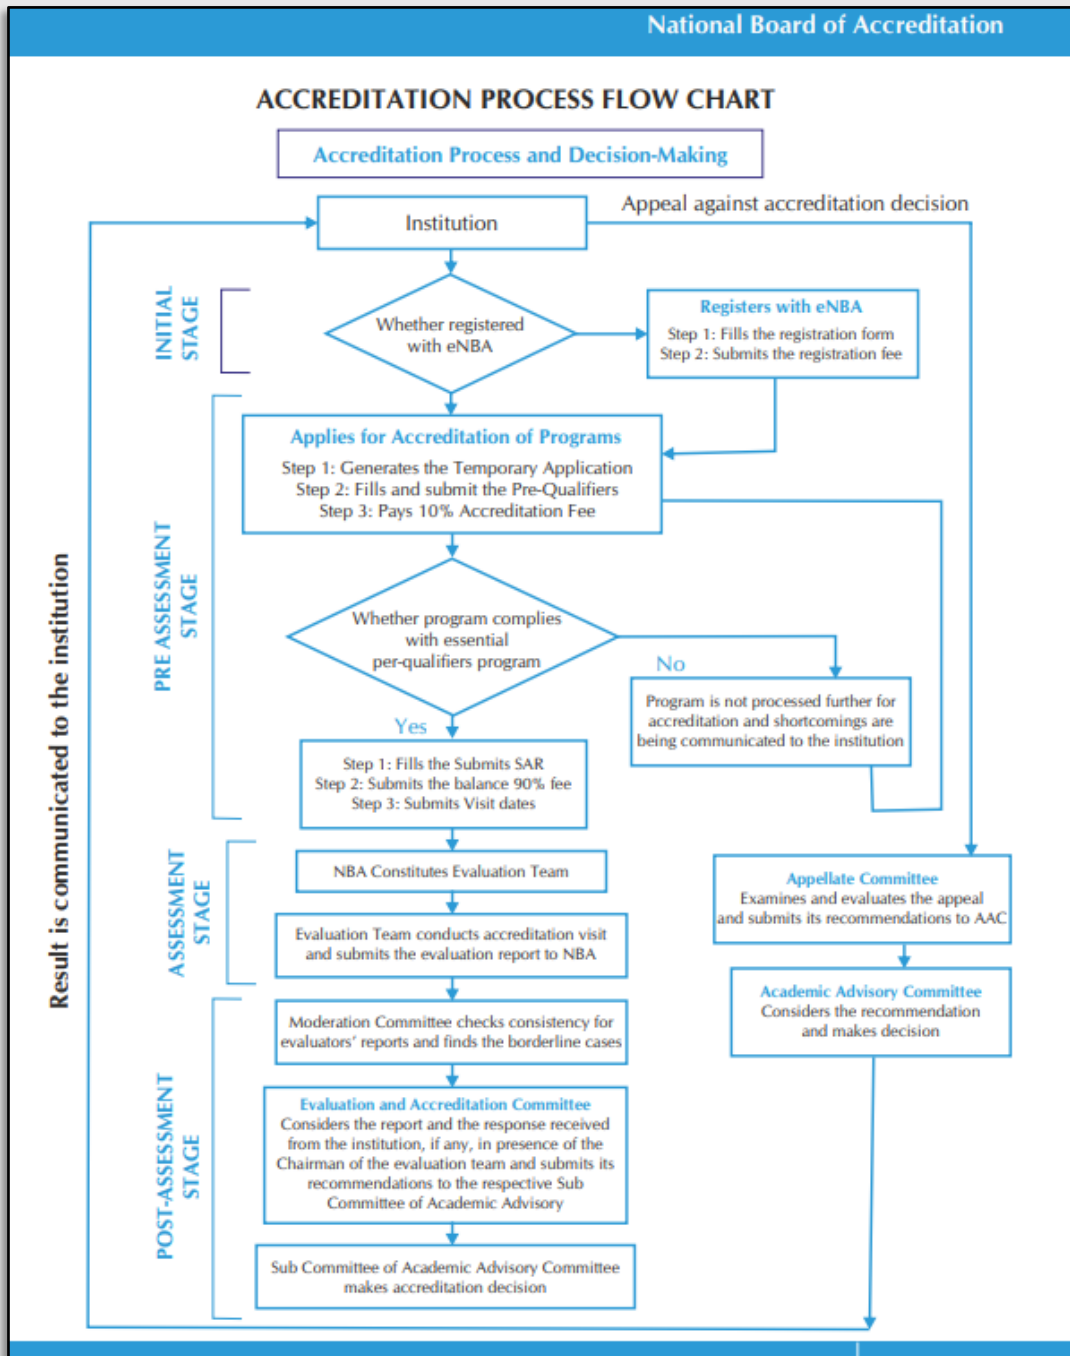 National Board of Accreditation
ACCREDITATION PROCESS FLOW CHART
Accreditation Process and Decision-Making
Institution
Appeal against accreditation decision
INITIAL
STAGE
Whether registered
with eNBA
Registers with eNBA
Step 1: Fills the registration form
Step 2: Submits the registration fee
PRE ASSESSMENT
STAGE
Applies for Accreditation of Programs
Step 1: Generates the Temporary Application
Step 2: Fills and submit the Pre-Qualifiers
Step 3: Pays 10% Accreditation Fee
Whether program complies
with essential
per-qualifiers program
No
Program is not processed further for
accreditation and shortcomings are
being communicated to the institution
Yes
Step 1: Fills the Submits SAR
Step 2: Submits the balance 90% fee
Step 3: Submits Visit dates
ASSESSMENT
STAGE
NBA Constitutes Evaluation Team
Evaluation Team conducts accreditation visit
and submits the evaluation report to NBA
Appellate Committee
Examines and evaluates the appeal
and submits its recommendations to AAC
Academic Advisory Committee
Considers the recommendation
and makes decision
POST-ASSESSMENT
STAGE
Moderation Committee checks consistency for
evaluators' reports and finds the borderline cases
Evaluation and Accreditation Committee
Considers the report and the response received
from the institution, if any, in presence of the
Chairman of the evaluation team and submits its
recommendations to the respective Sub
Committee of Academic Advisory
Sub Committee of Academic Advisory Committee
makes accreditation decision
Result is communicated to the institution